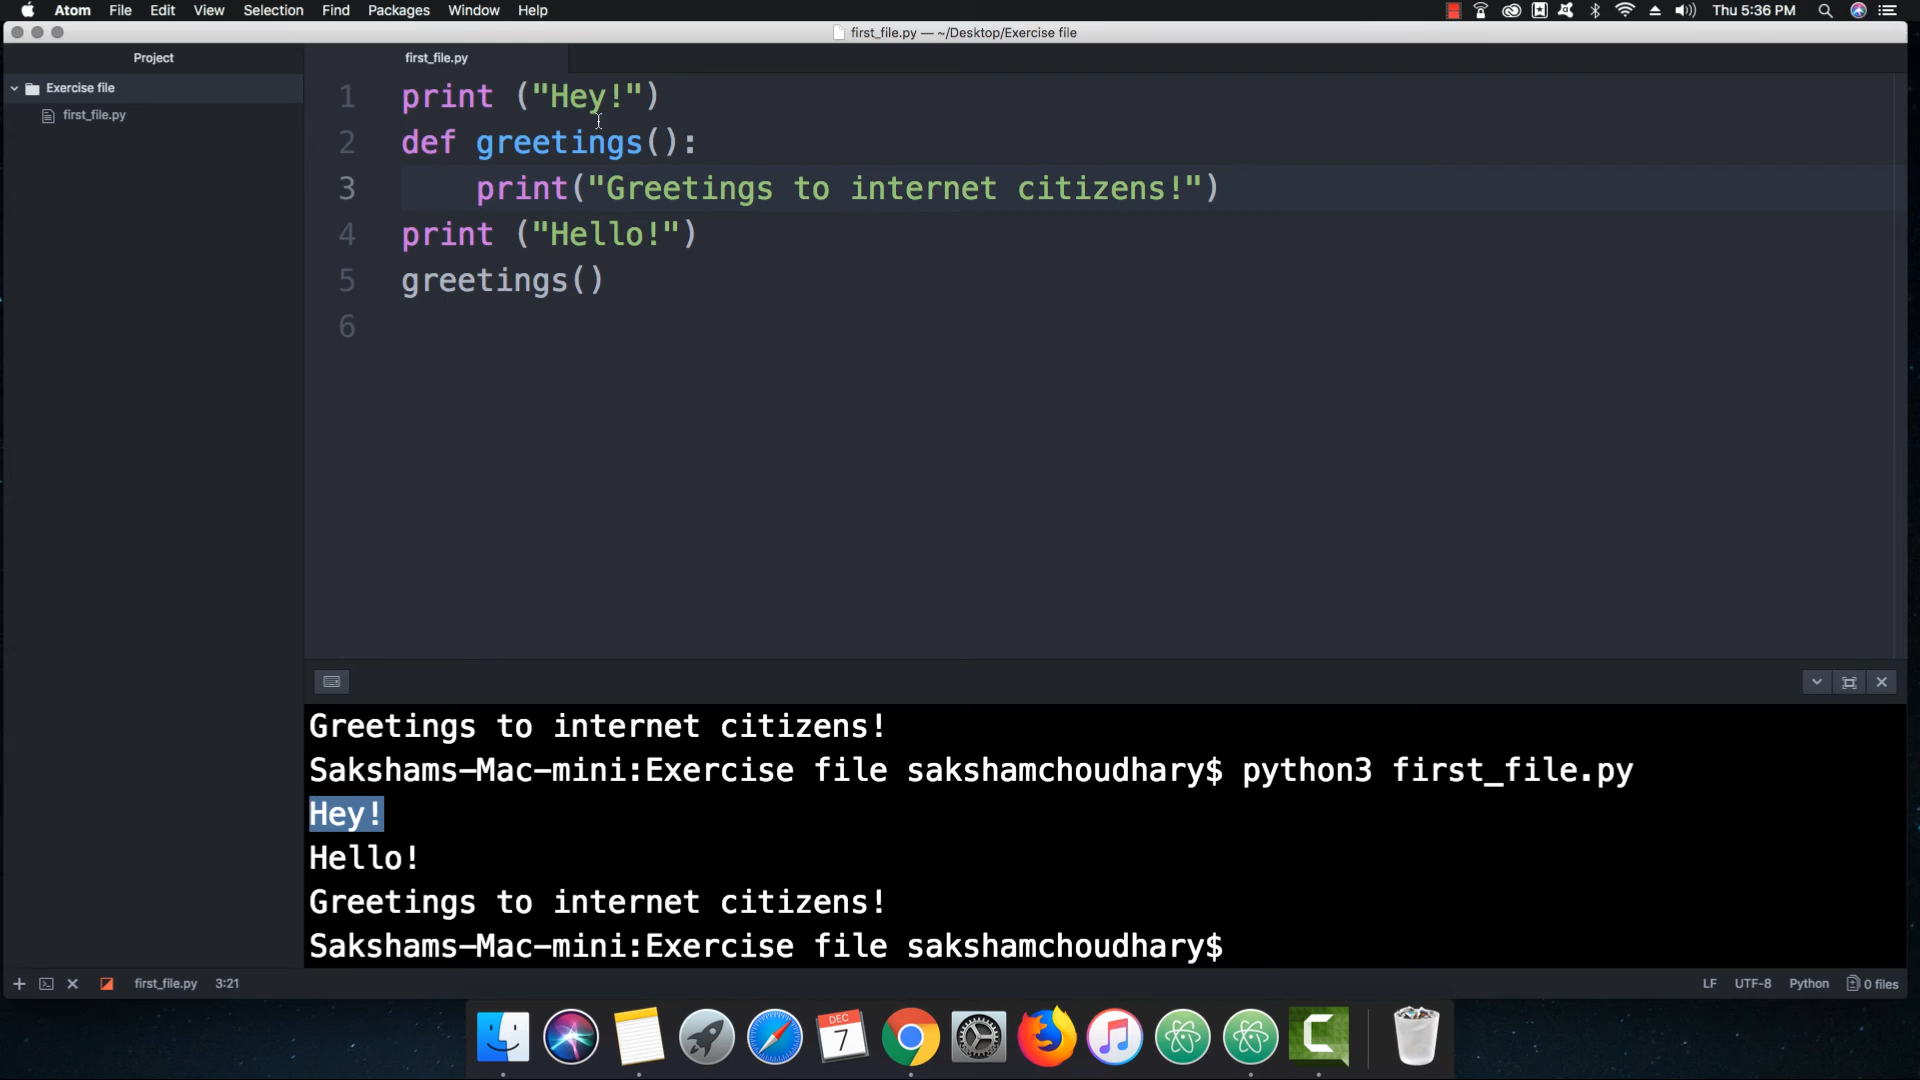 Atom File Edit View Selection Find Packages Window Help Thu 5:36 PM
first_file.py — ~/Desktop/Exercise file
Project
first_file.py
Exercise file
first_file.py
1 print ("Hey!")
2 def greetings():
3 print("Greetings to internet citizens!")
4 print ("Hello!")
5 greetings()
6
Greetings to internet citizens!
Sakshams-Mac-mini:Exercise file sakshamchoudhary$ python3 first_file.py
Hey!
Hello!
Greetings to internet citizens!
Sakshams-Mac-mini:Exercise file sakshamchoudhary$
first_file.py 3:21 LF UTF-8 Python 0 files
DEC
7